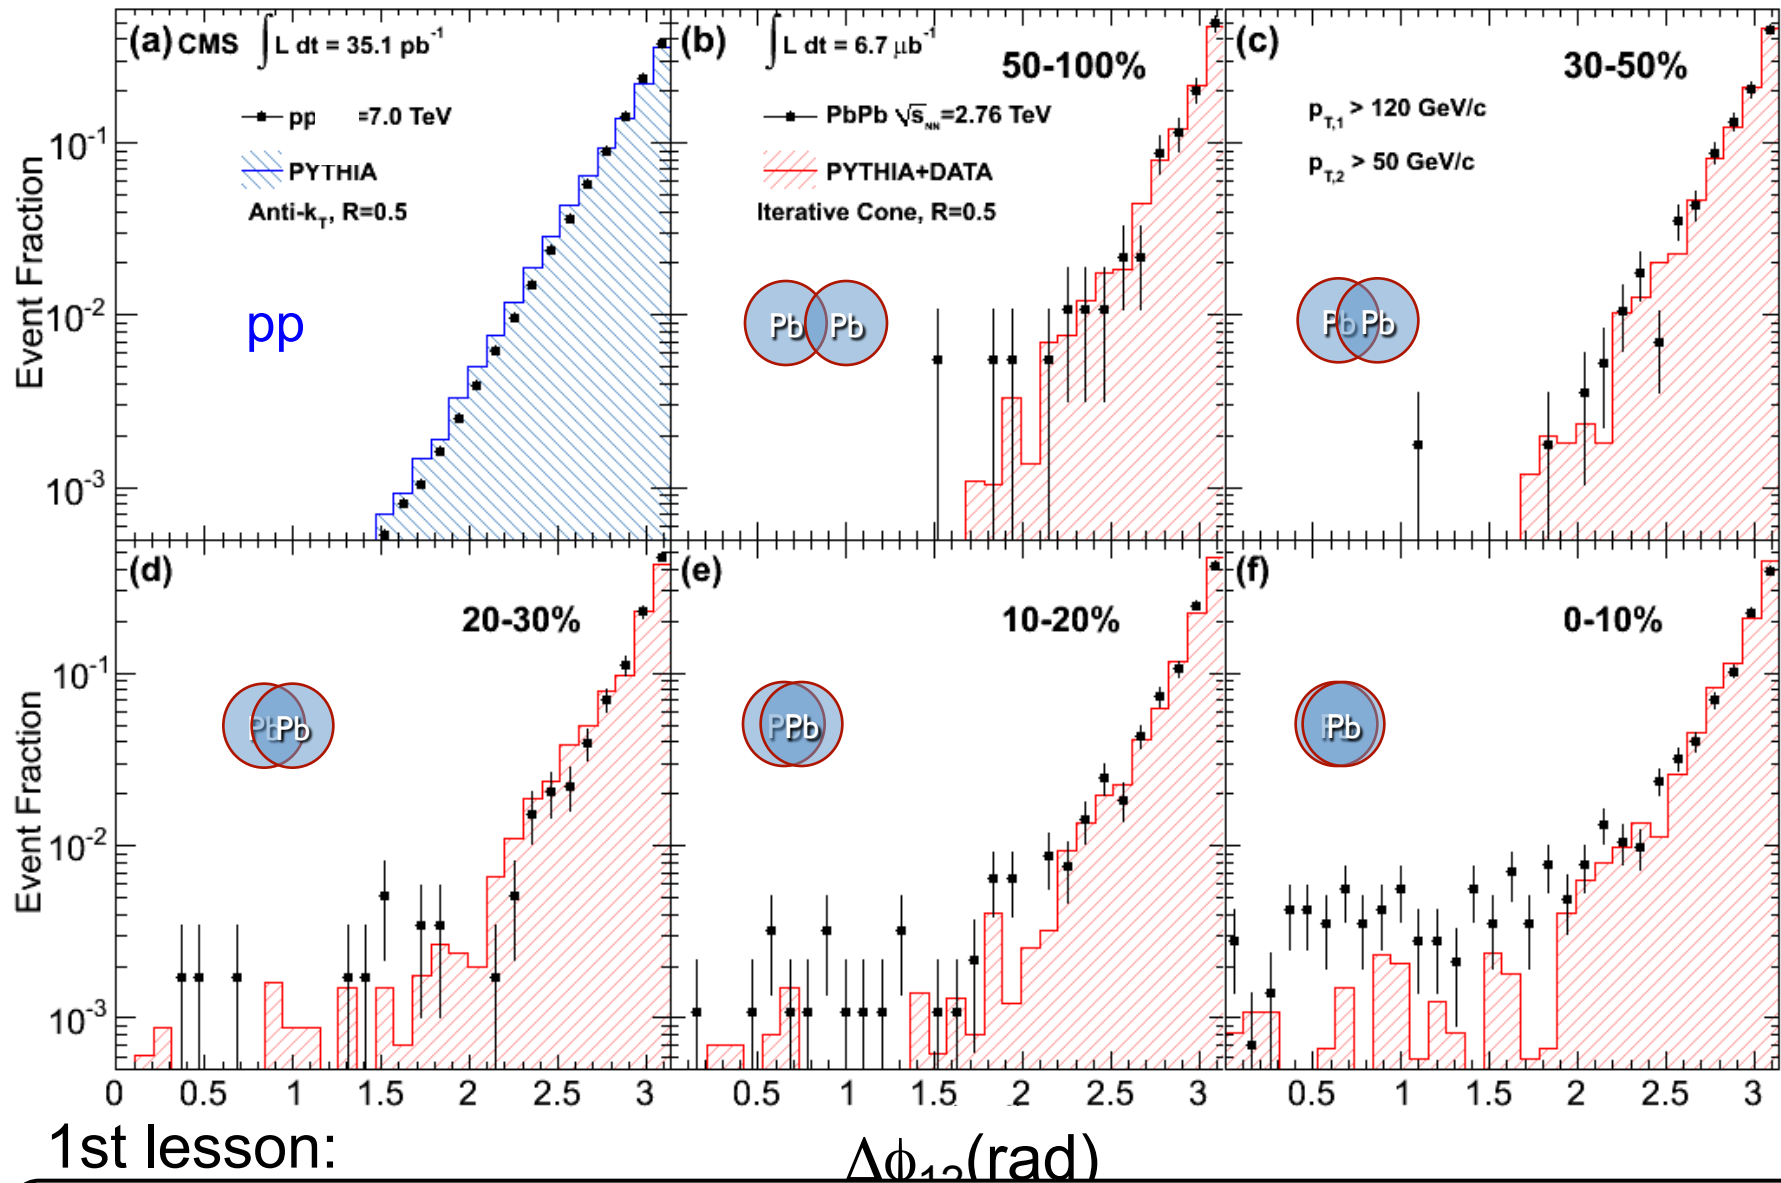 (a) CMS ∫ L dt = 35.1 pb⁻¹
pp =7.0 TeV
PYTHIA
Anti-k_T, R=0.5
pp
(b) ∫ L dt = 6.7 μb⁻¹
50-100%
PbPb √s_NN=2.76 TeV
PYTHIA+DATA
Iterative Cone, R=0.5
Pb Pb
(c)
30-50%
p_T,1 > 120 GeV/c
p_T,2 > 50 GeV/c
Pb Pb
Event Fraction
10⁻¹
10⁻²
10⁻³
(d)
20-30%
Pb Pb
(e)
10-20%
P Pb
(f)
0-10%
Pb
Event Fraction
10⁻¹
10⁻²
10⁻³
0 0.5 1 1.5 2 2.5 3
0.5 1 1.5 2 2.5 3
0.5 1 1.5 2 2.5 3
1st lesson:
Δϕ₁₂(rad)